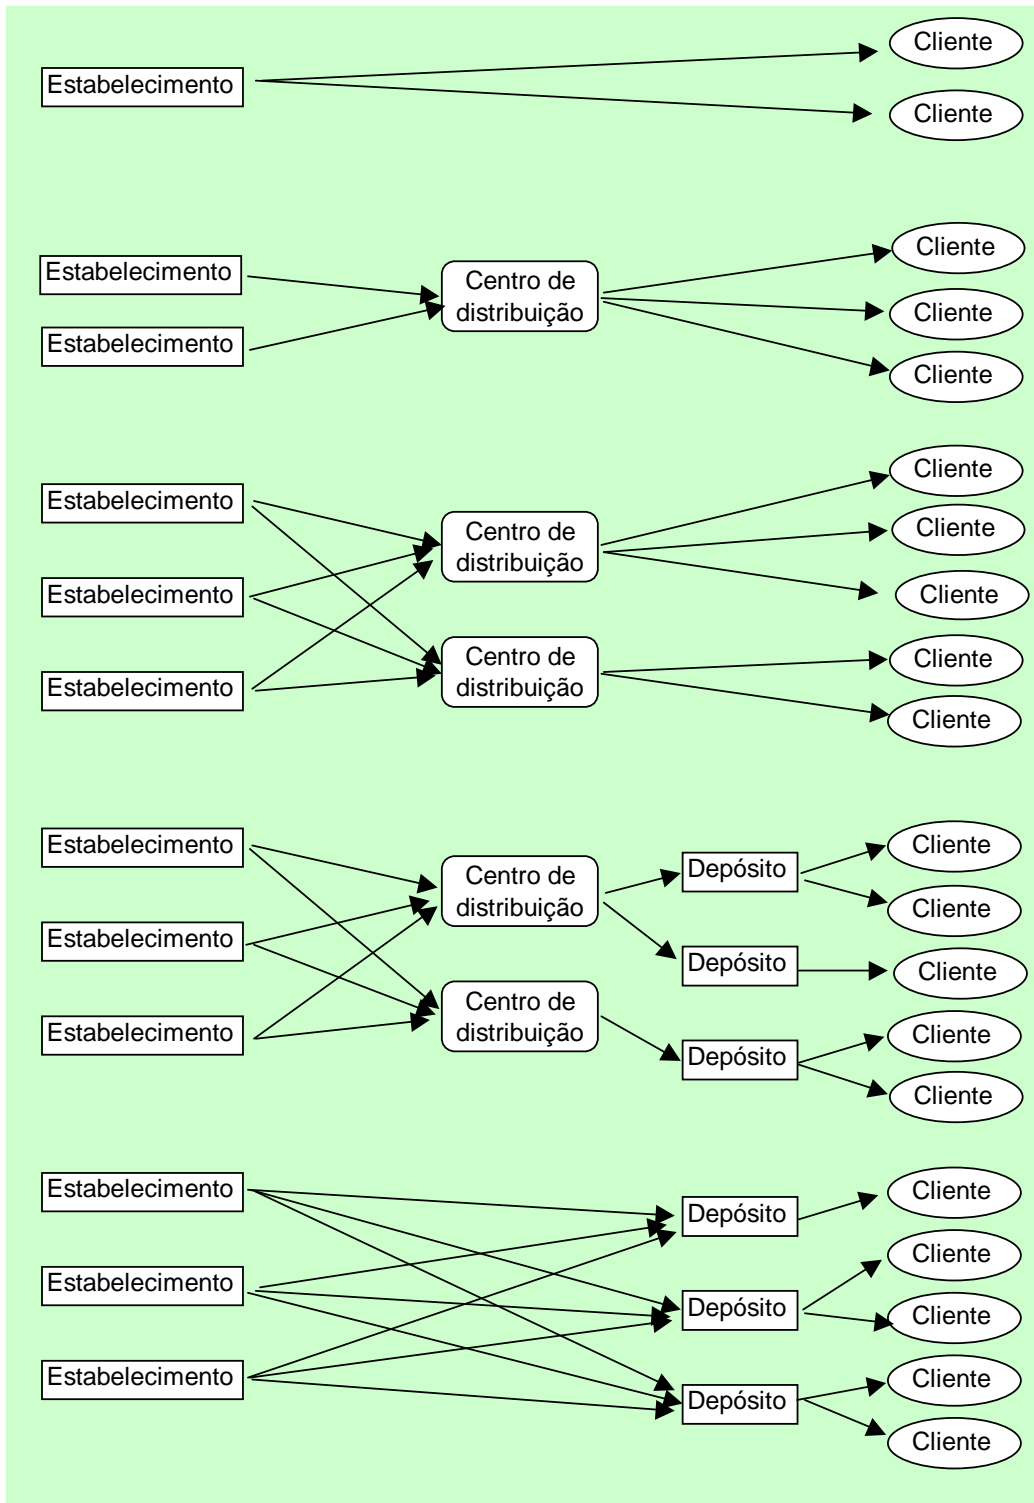 Cliente
Estabelecimento
Cliente
Cliente
Estabelecimento
Centro de
distribuição
Cliente
Estabelecimento
Cliente
Cliente
Estabelecimento
Cliente
Centro de
distribuição
Estabelecimento
Cliente
Centro de
distribuição
Cliente
Estabelecimento
Cliente
Estabelecimento
Cliente
Centro de
distribuição
Depósito
Cliente
Estabelecimento
Depósito
Cliente
Centro de
distribuição
Estabelecimento
Cliente
Depósito
Cliente
Estabelecimento
Cliente
Depósito
Cliente
Estabelecimento
Depósito
Cliente
Estabelecimento
Cliente
Depósito
Cliente